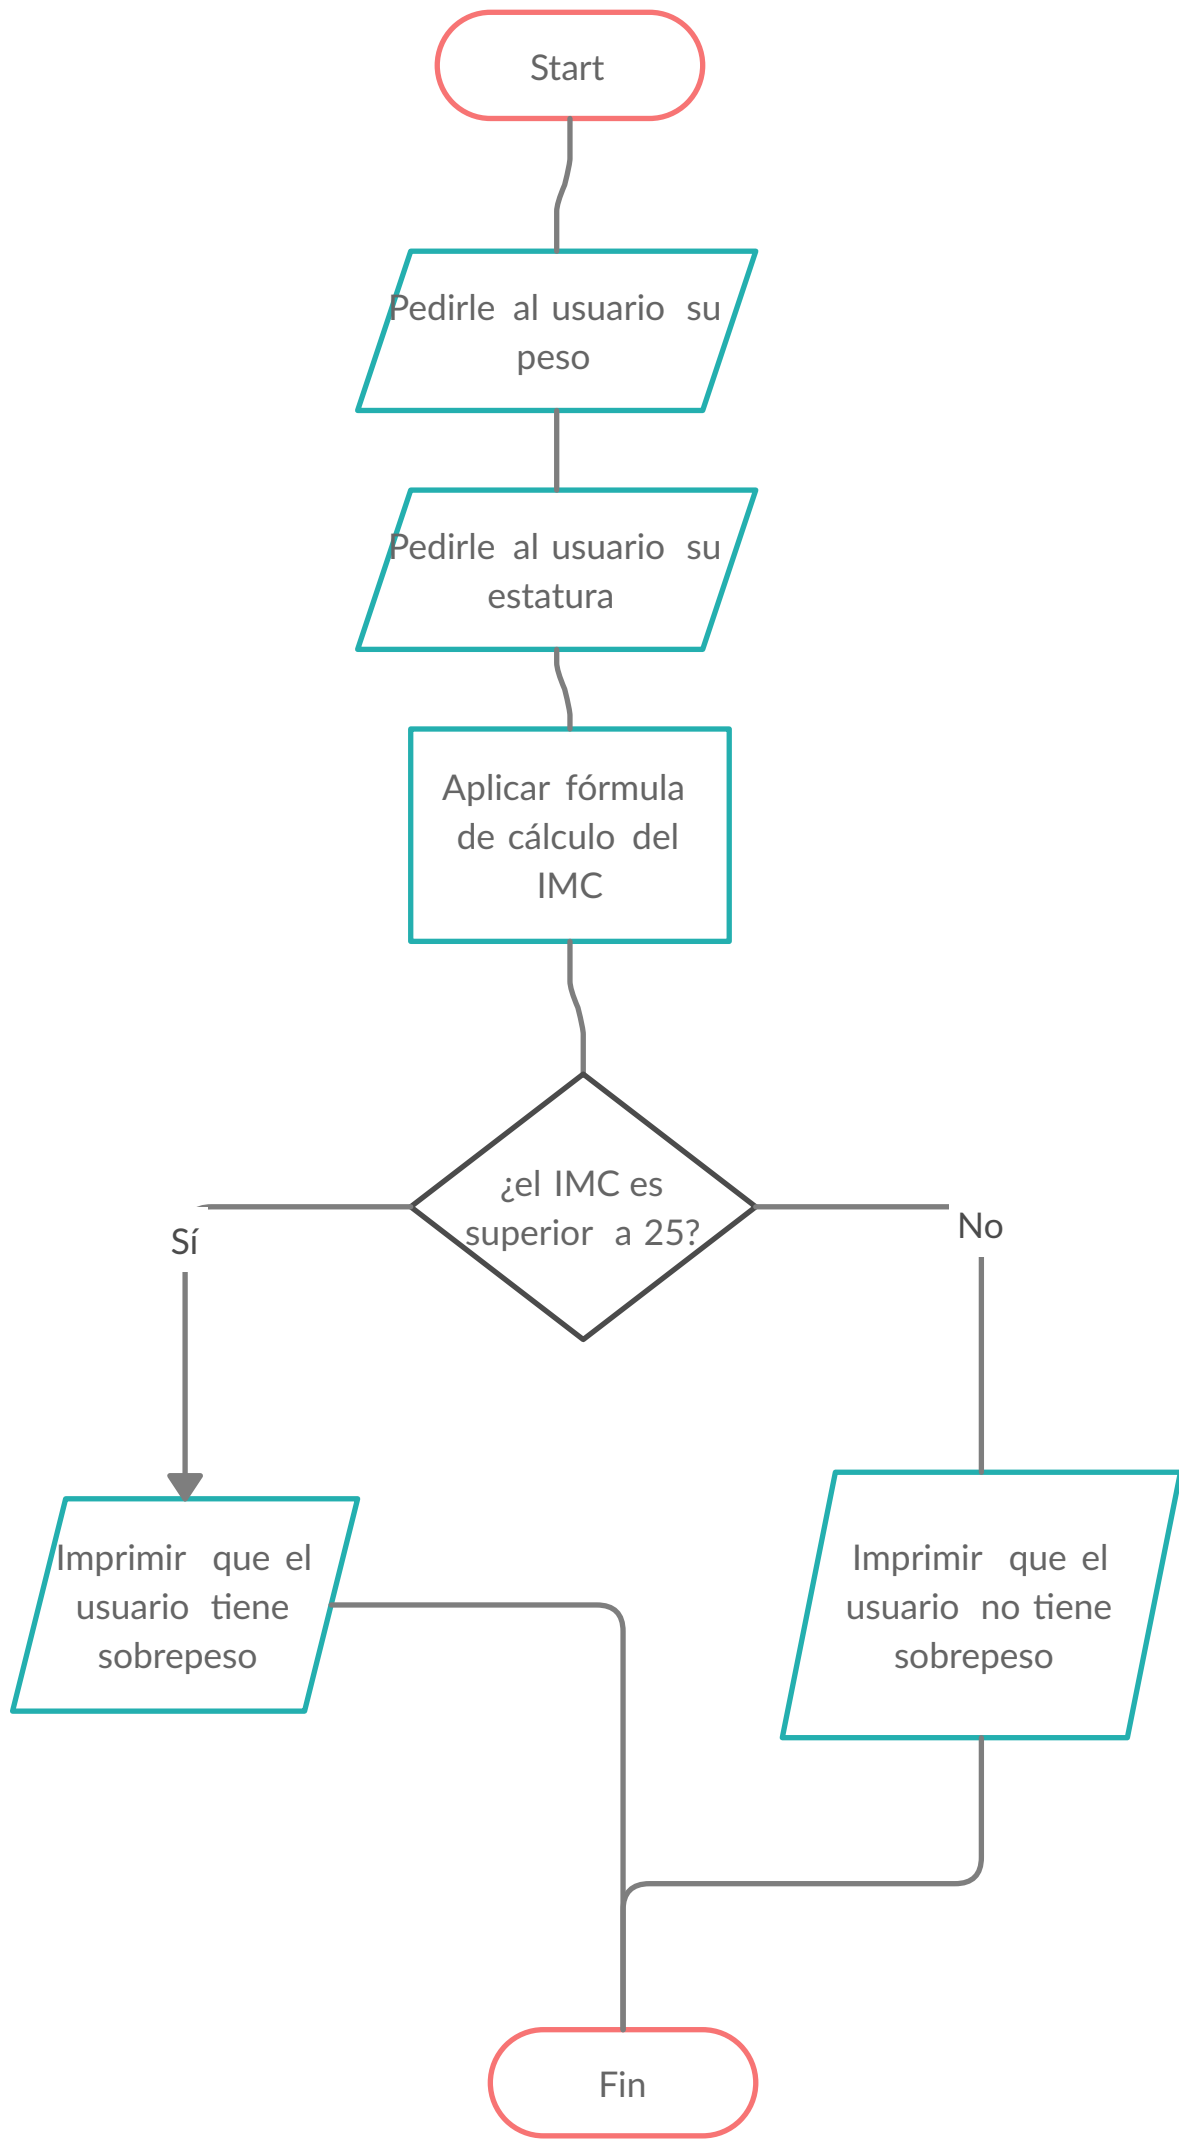 Start
Pedirle al usuario su
peso
Pedirle al usuario su
estatura
Aplicar fórmula
de cálculo del
IMC
¿el IMC es
superior a 25?
Sí
No
Imprimir que el
usuario tiene
sobrepeso
Imprimir que el
usuario no tiene
sobrepeso
Fin